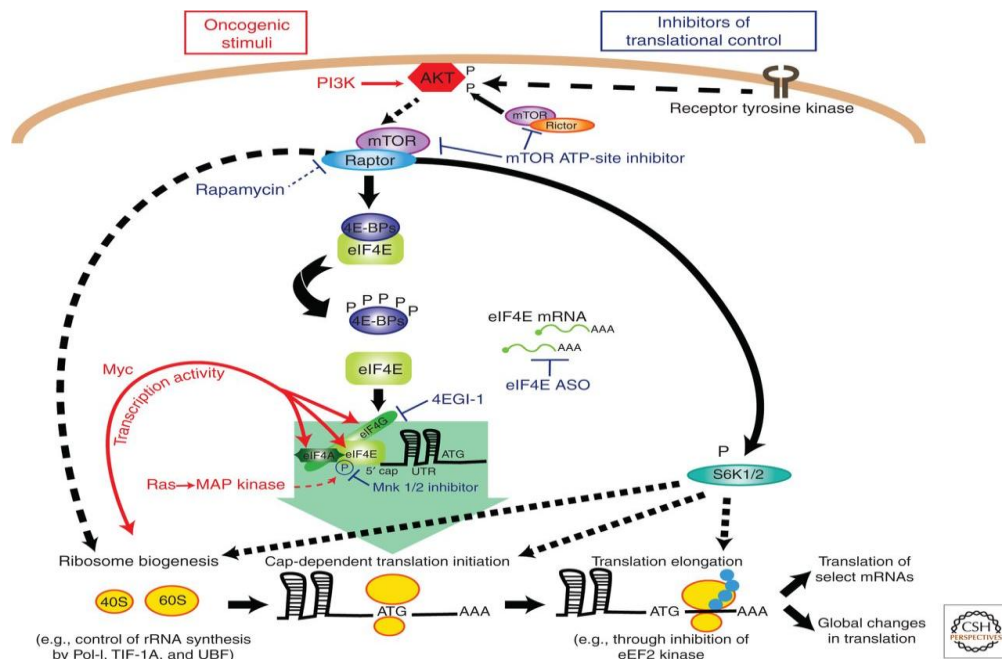 Oncogenic
stimuli
Inhibitors of
translational control
PI3K
AKT
P
P
mTOR
Rictor
Receptor tyrosine kinase
mTOR
Raptor
mTOR ATP-site inhibitor
Rapamycin
4E-BPs
eIF4E
P P P P P
4E-BPs
eIF4E mRNA
AAA
AAA
eIF4E
eIF4E ASO
Myc
Transcription activity
4EGI-1
eIF4G
eIF4A
eIF4E
ATG
P
5' cap
UTR
Ras
MAP kinase
Mnk 1/2 inhibitor
P
S6K1/2
Ribosome biogenesis
Cap-dependent translation initiation
Translation elongation
Translation of
select mRNAs
40S
60S
ATG
AAA
ATG
AAA
Global changes
in translation
(e.g., control of rRNA synthesis
by Pol-I, TIF-1A, and UBF)
(e.g., through inhibition of
eEF2 kinase)
CSH
PERSPECTIVES